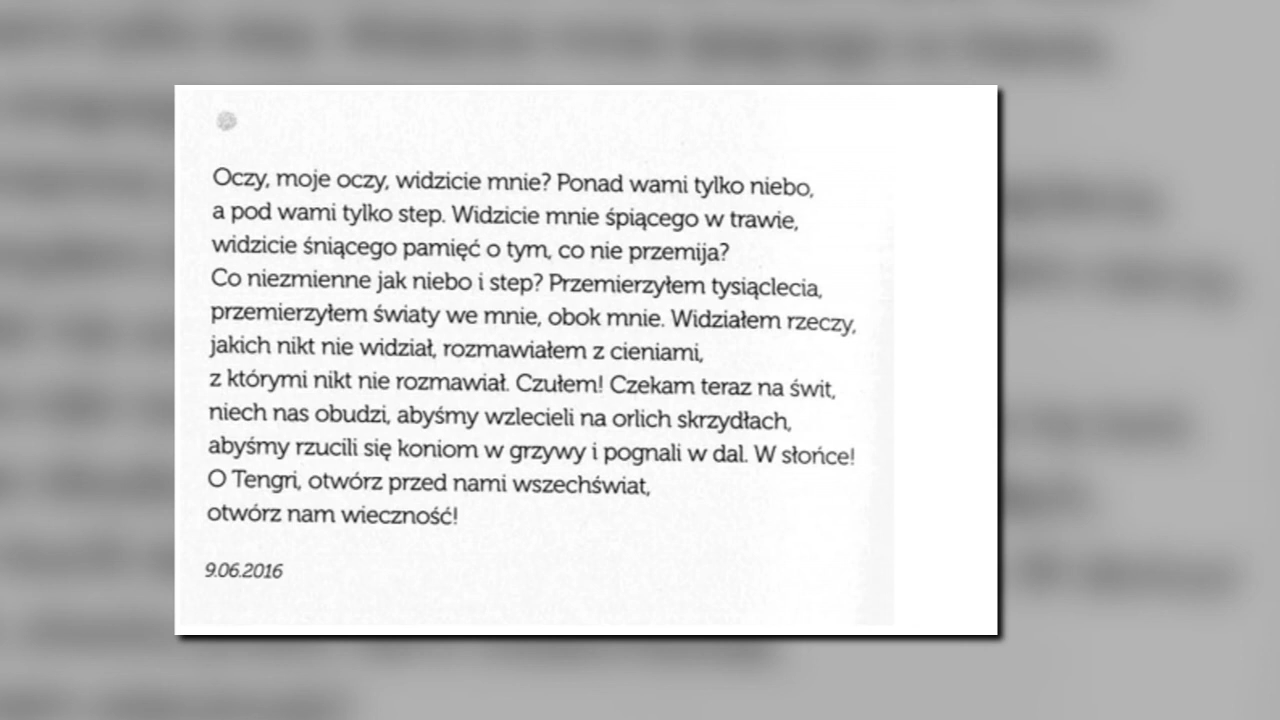 Oczy, moje oczy, widzicie mnie? Ponad wami tylko niebo,
a pod wami tylko step. Widzicie mnie śpiącego w trawie,
widzicie śniącego pamięć o tym, co nie przemija?
Co niezmienne jak niebo i step? Przemierzyłem tysiąclecia,
przemierzyłem światy we mnie, obok mnie. Widziałem rzeczy,
jakich nikt nie widział, rozmawiałem z cieniami,
z którymi nikt nie rozmawiał. Czułem! Czekam teraz na świt,
niech nas obudzi, abyśmy wzlecieli na orlich skrzydłach,
abyśmy rzucili się koniom w grzywy i pognali w dal. W słońce!
O Tengri, otwórz przed nami wszechświat,
otwórz nam wieczność!
9.06.2016